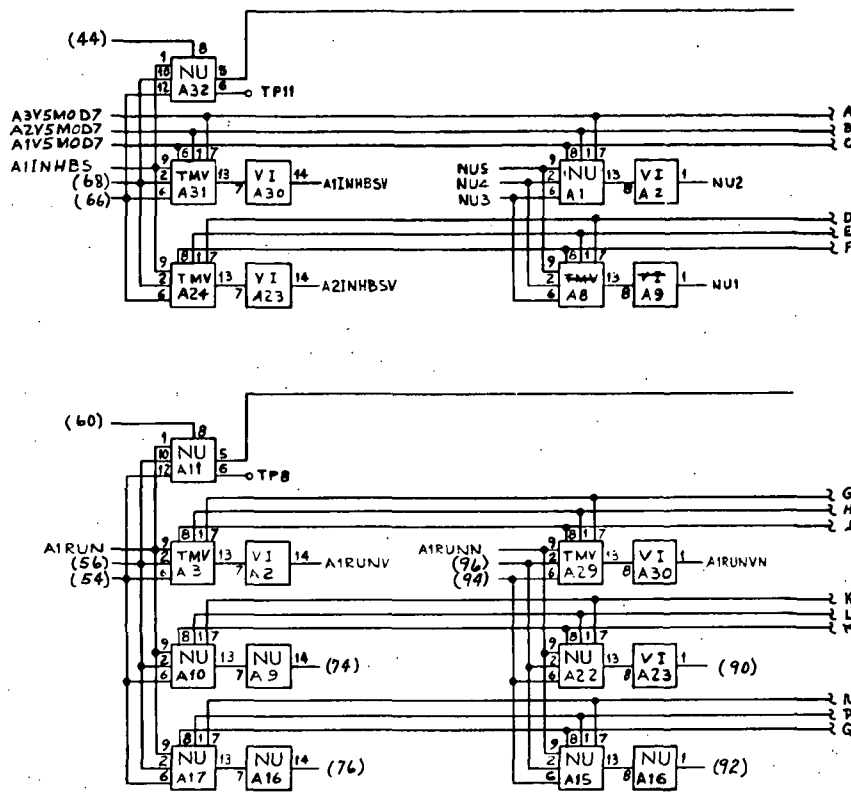 (44)
8
1
10 NU 5
12 A32 6 TP11
A3V5MOD7 A
A2V5MOD7 B
A1V5MOD7 C
8 1 7 8 1 7
A1INHBS 9 TMV 13 VI 14 A1INHBSV NU5 9 NU 13 VI 1 NU2
(68) 2 A31 7 A30 NU4 2 A1 8 A2
(66) 6 NU3 6
D
E
F
8 1 7 8 1 7
9 TMV 13 VI 14 A2INHBSV 9 TMV 13 VI 1 NU1
2 A24 7 A23 2 A8 8 A9
6 6
(60)
8
1
10 NU 5
12 A11 6 TP8
G
H
J
8 1 7 8 1 7
A1RUN 9 TMV 13 VI 14 A1RUNV A1RUNN 9 TMV 13 VI 1 A1RUNVN
(56) 2 A3 7 A2 (96) 2 A29 8 A30
(54) 6 (94) 6
K
L
8 1 7 8 1 7
9 NU 13 NU 14 (74) 9 NU 13 VI 1 (90)
2 A10 7 A9 2 A22 8 A23
6 6
N
P
Q
8 1 7 8 1 7
9 NU 13 NU 14 (76) 9 NU 13 NU 1 (92)
2 A17 7 A16 2 A15 8 A16
6 6